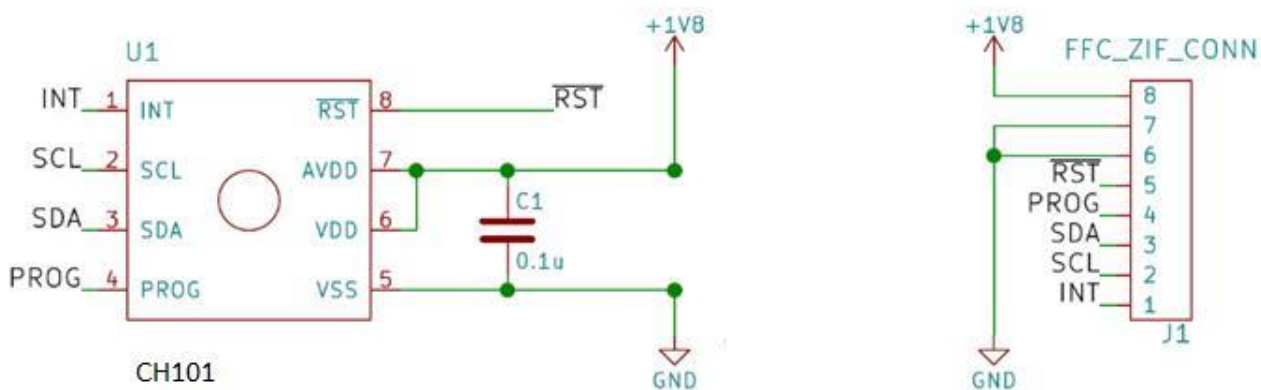 U1
INT 1 INT
SCL 2 SCL
SDA 3 SDA
PROG 4 PROG
RST 8 RST
AVDD 7
VDD 6
VSS 5
CH101
+1V8
C1
0.1u
GND
+1V8
FFC_ZIF_CONN
8
7
6
RST 5
PROG 4
SDA 3
SCL 2
INT 1
J1
GND